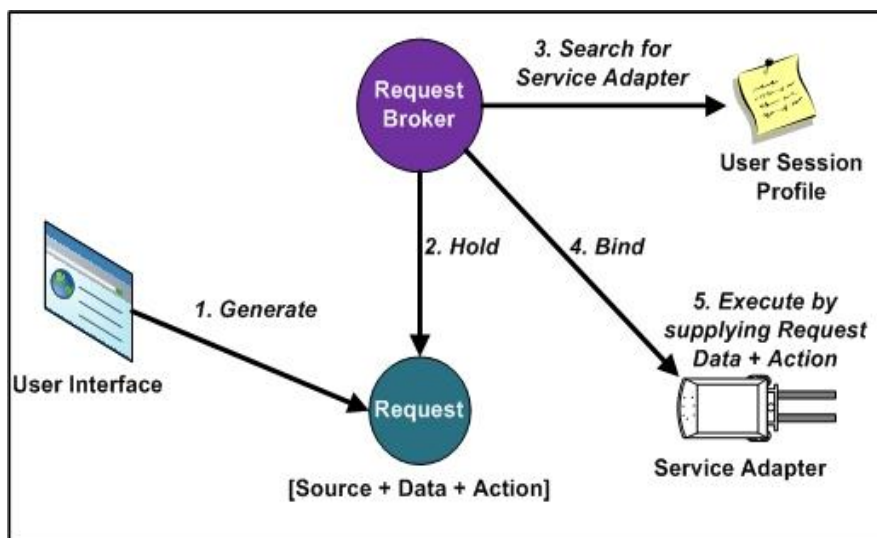 3. Search for
Service Adapter
Request
Broker
User Session
Profile
2. Hold
4. Bind
1. Generate
5. Execute by
supplying Request
Data + Action
User Interface
Request
Service Adapter
[Source + Data + Action]